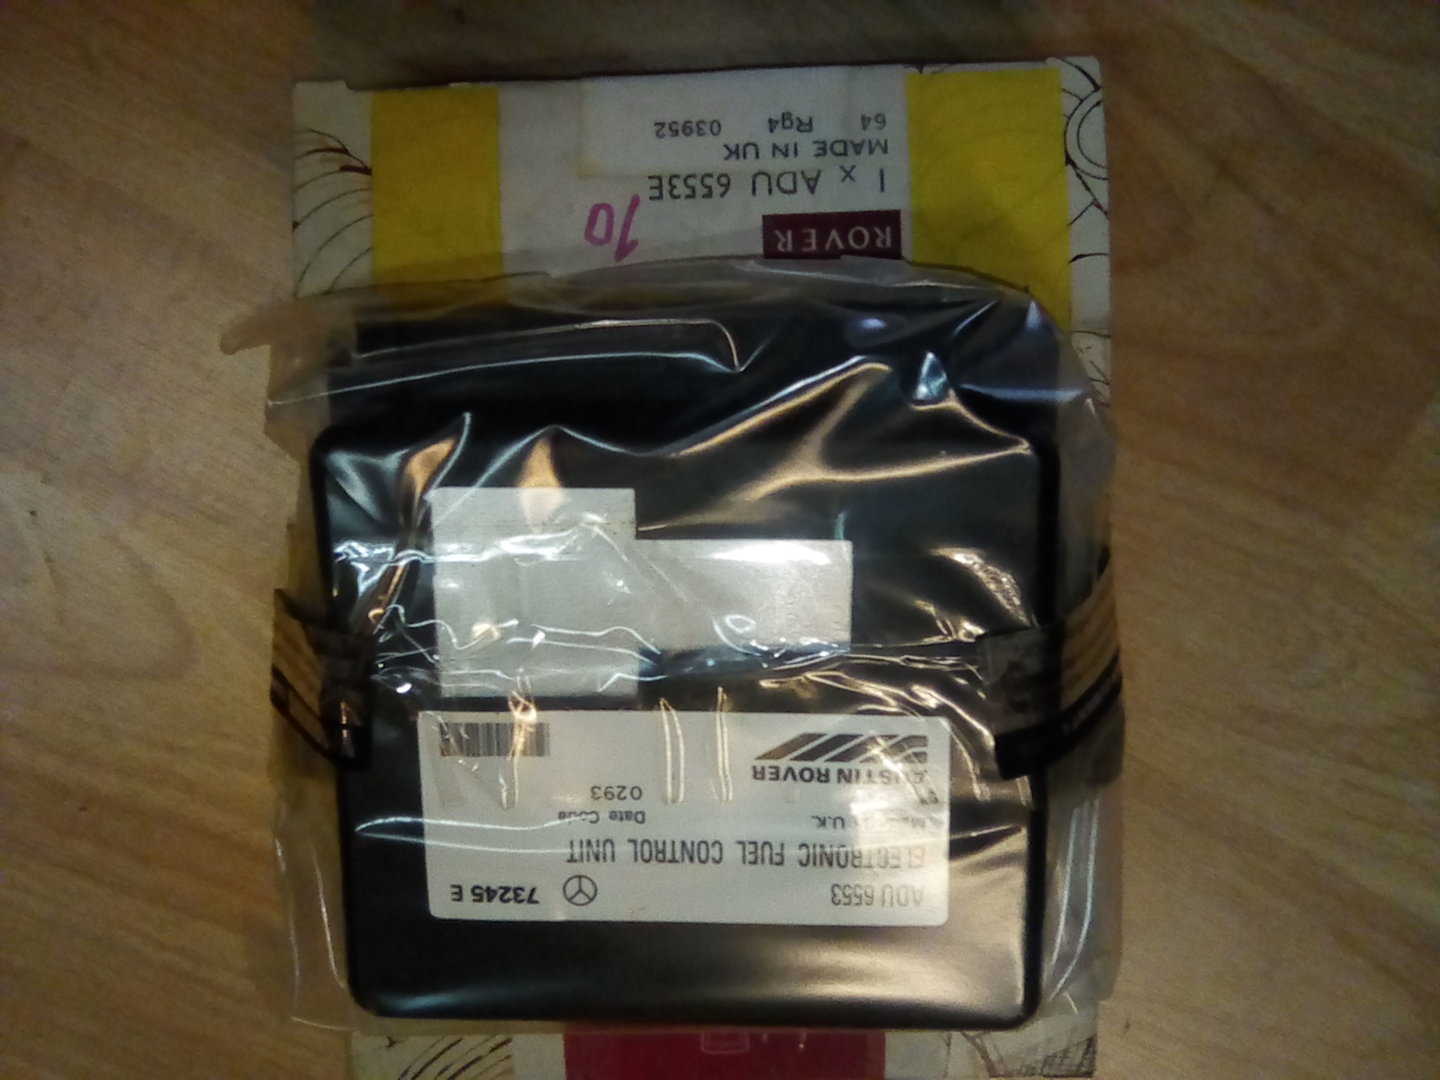 ROVER
1 x ADU 6553E
MADE IN UK
64 Rg4 03952
10
ADU 6553 73245 E
ELECTRONIC FUEL CONTROL UNIT
U.K. Date Code
0293
AUSTIN ROVER